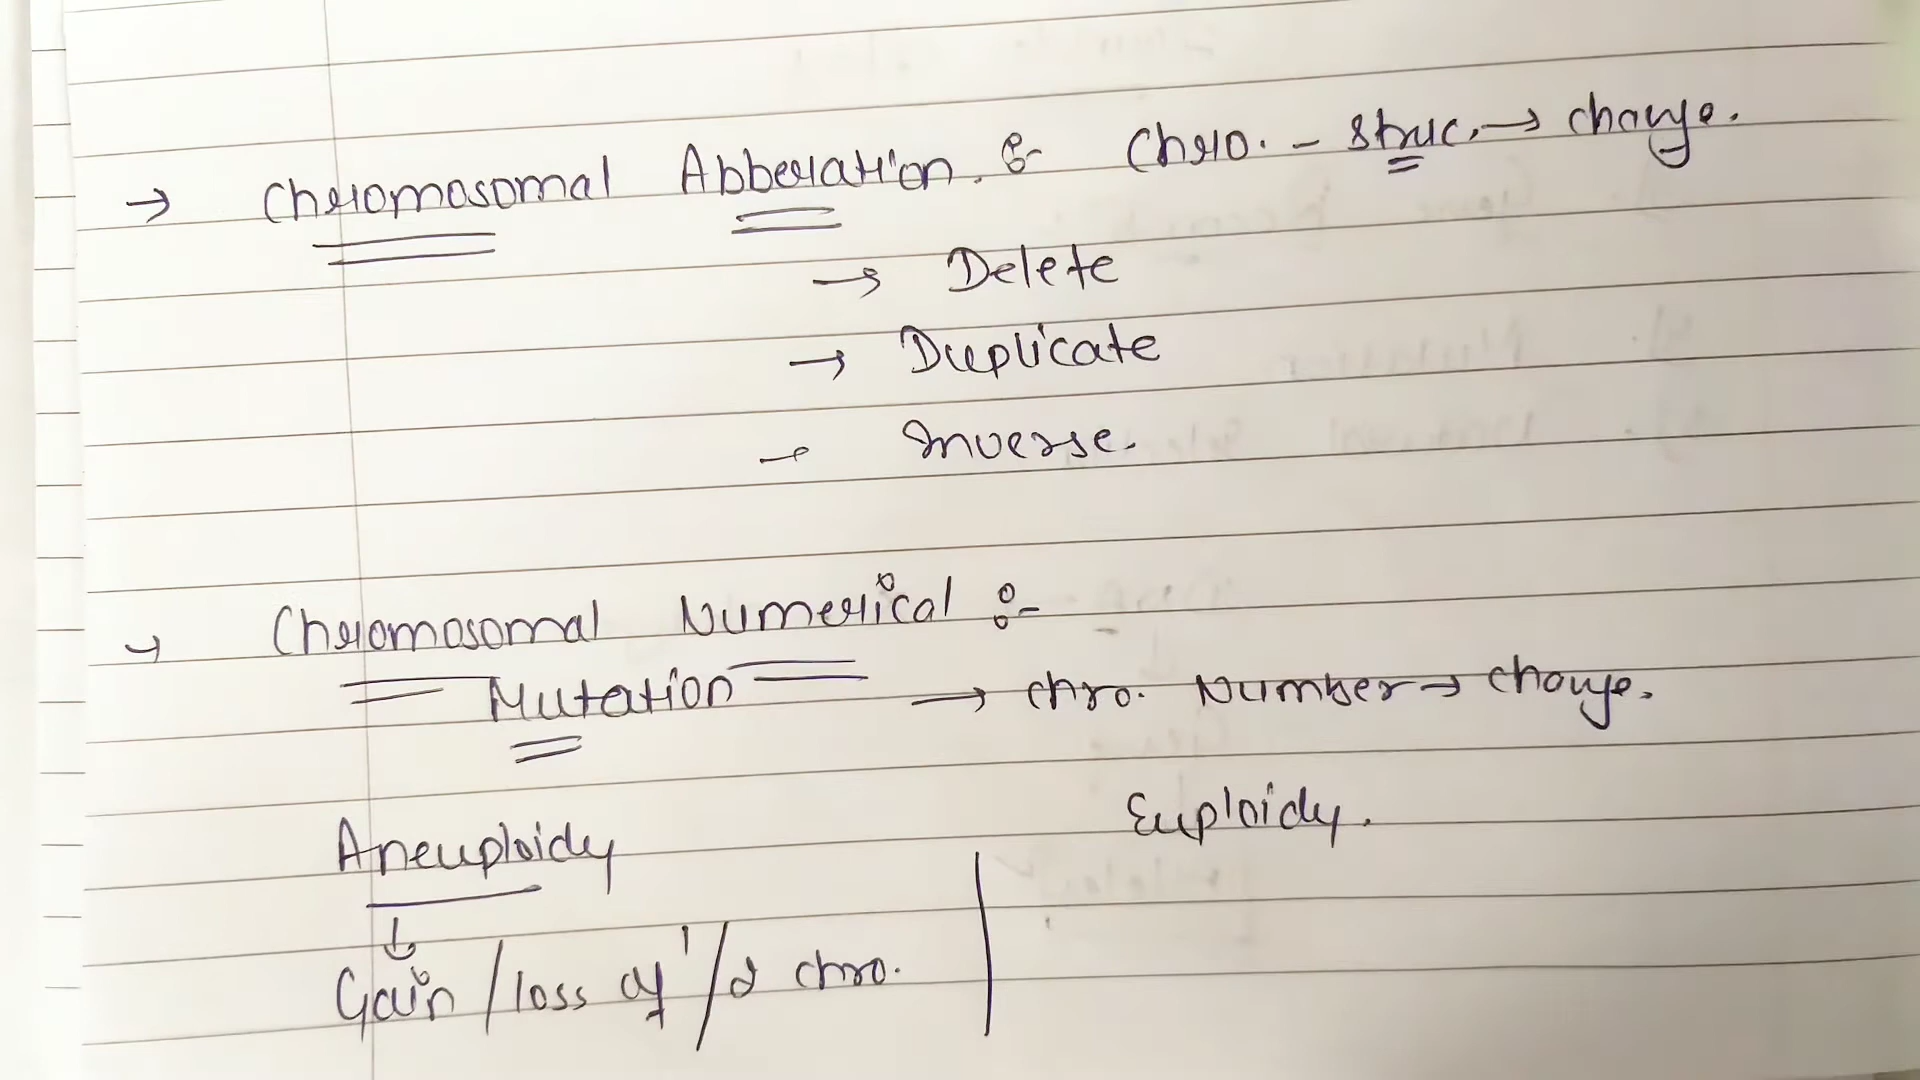 → Chromosomal Abberation :- Chro. - struc. → change.
→ Delete
→ Duplicate
→ Inverse.
→ Chromosomal Numerical :-
Mutation → chro. Number → change.
Aneuploidy
Euploidy.
↓
Gain / loss of 1/2 chro.